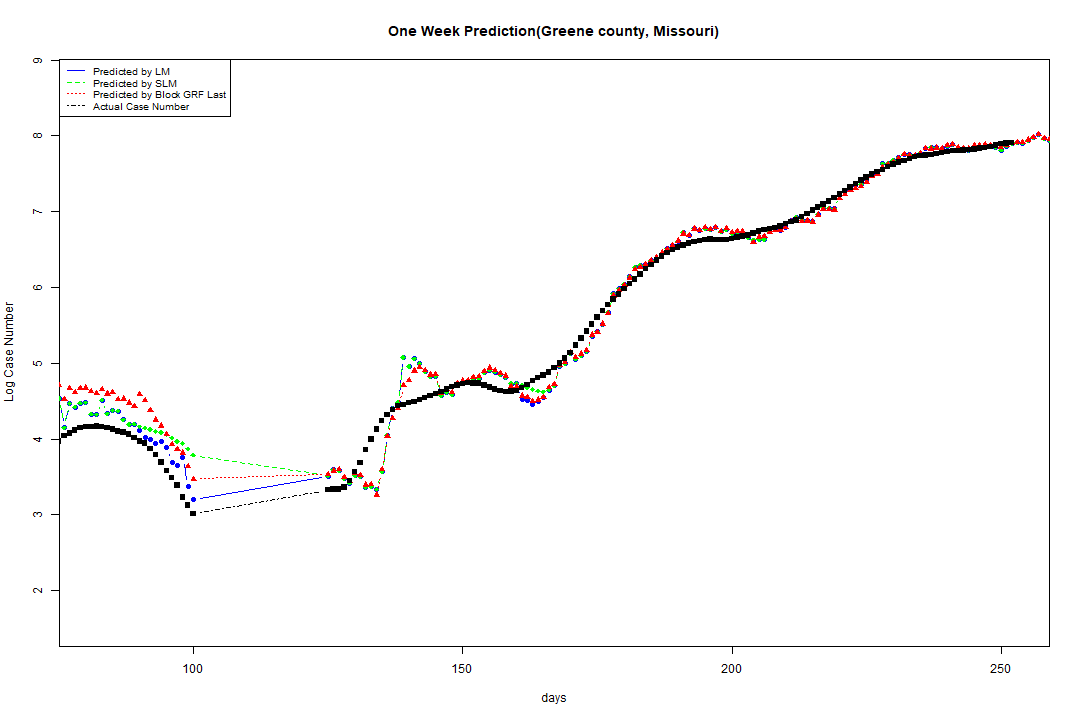 One Week Prediction(Greene county, Missouri)
Predicted by LM
Predicted by SLM
Predicted by Block GRF Last
Actual Case Number
9
8
7
6
5
4
3
2
Log Case Number
100 150 200 250
days